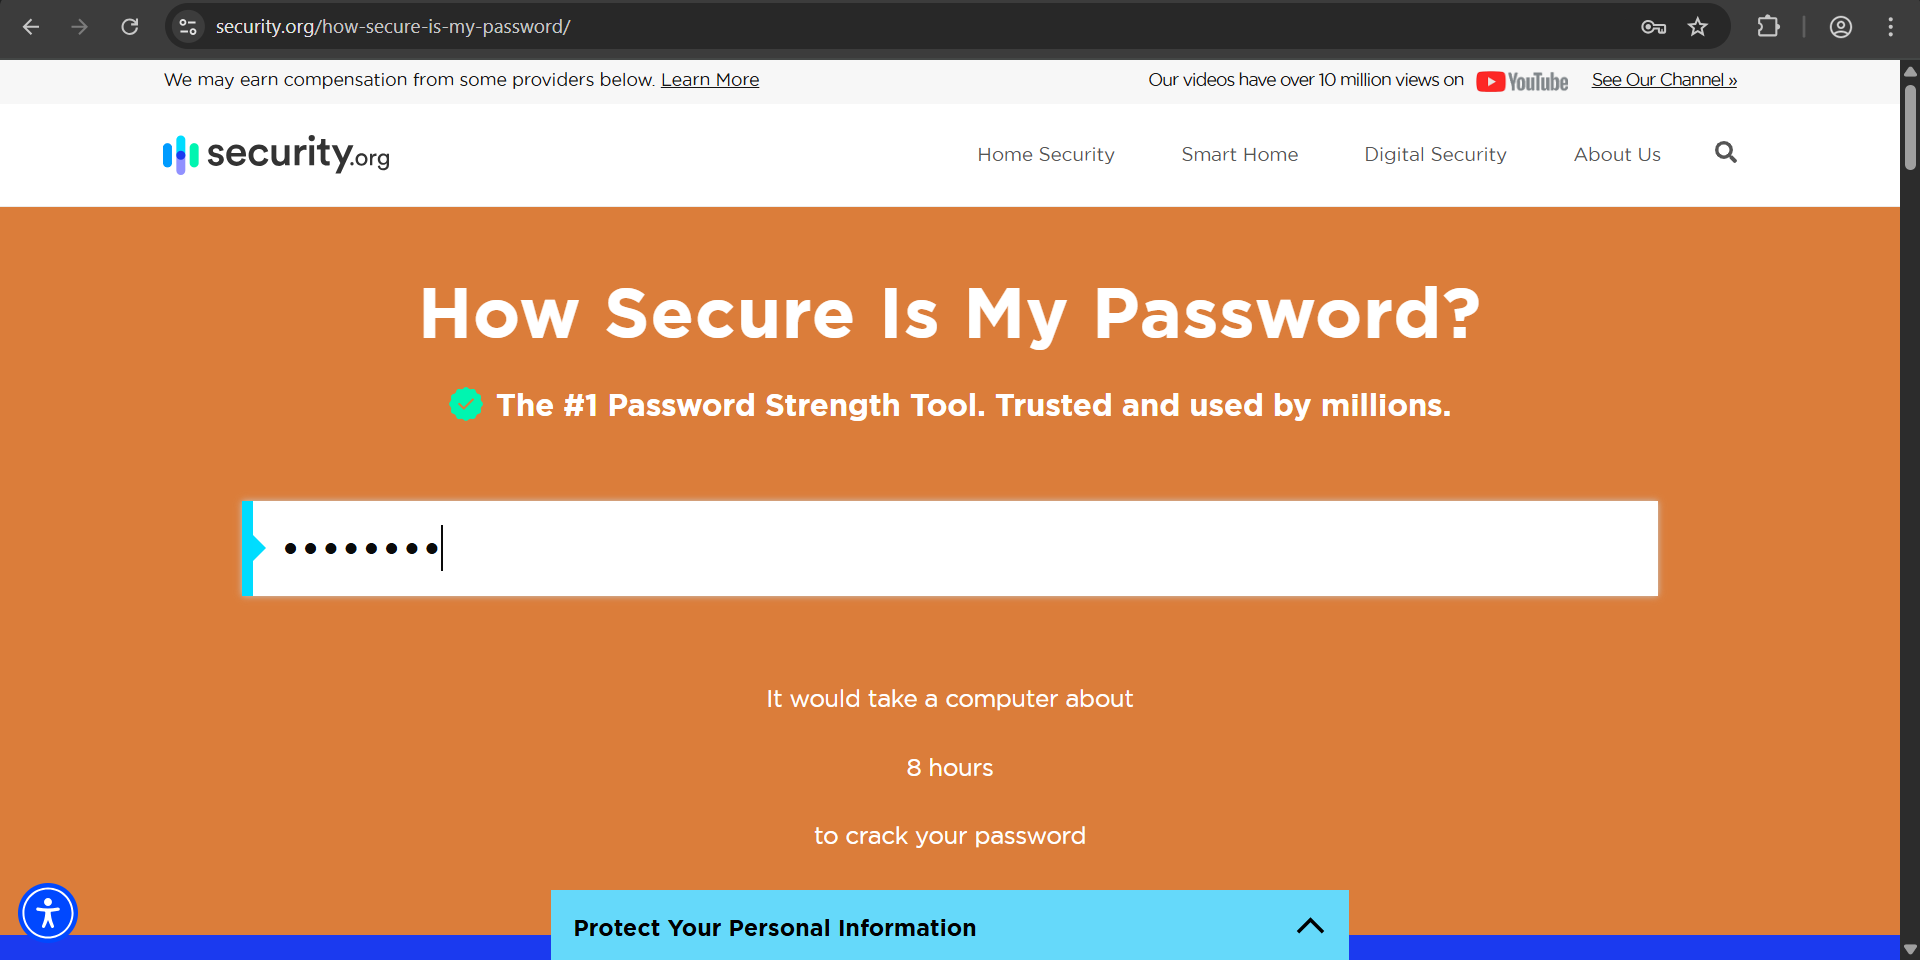 security.org/how-secure-is-my-password/
We may earn compensation from some providers below. Learn More
Our videos have over 10 million views on YouTube See Our Channel »
security.org
Home Security Smart Home Digital Security About Us
How Secure Is My Password?
The #1 Password Strength Tool. Trusted and used by millions.
••••••••
It would take a computer about
8 hours
to crack your password
Protect Your Personal Information